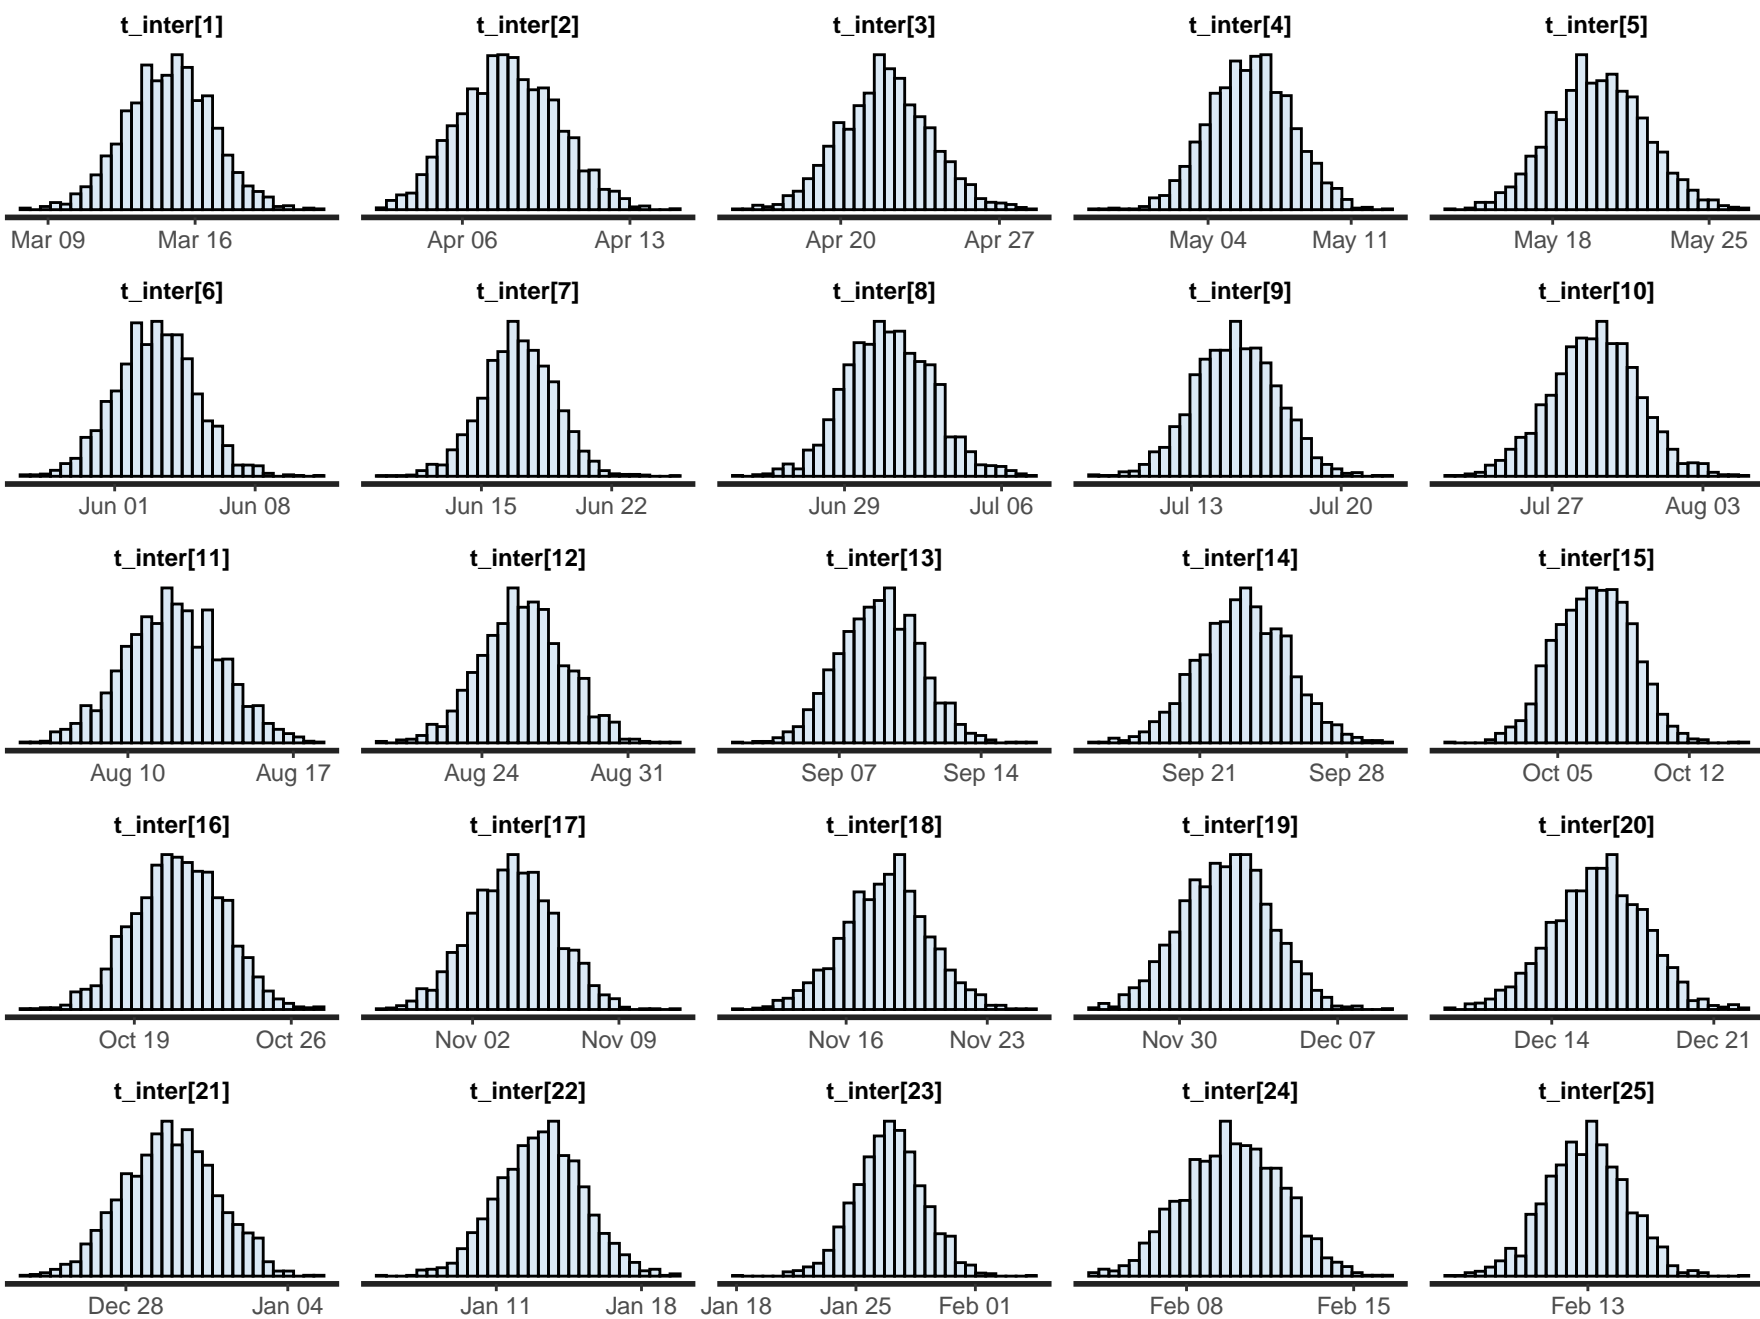 t_inter[1] t_inter[2] t_inter[3] t_inter[4] t_inter[5]
Mar 09 Mar 16 Apr 06 Apr 13 Apr 20 Apr 27 May 04 May 11 May 18 May 25
t_inter[6] t_inter[7] t_inter[8] t_inter[9] t_inter[10]
Jun 01 Jun 08 Jun 15 Jun 22 Jun 29 Jul 06 Jul 13 Jul 20 Jul 27 Aug 03
t_inter[11] t_inter[12] t_inter[13] t_inter[14] t_inter[15]
Aug 10 Aug 17 Aug 24 Aug 31 Sep 07 Sep 14 Sep 21 Sep 28 Oct 05 Oct 12
t_inter[16] t_inter[17] t_inter[18] t_inter[19] t_inter[20]
Oct 19 Oct 26 Nov 02 Nov 09 Nov 16 Nov 23 Nov 30 Dec 07 Dec 14 Dec 21
t_inter[21] t_inter[22] t_inter[23] t_inter[24] t_inter[25]
Dec 28 Jan 04 Jan 11 Jan 18 Jan 18 Jan 25 Feb 01 Feb 08 Feb 15 Feb 13